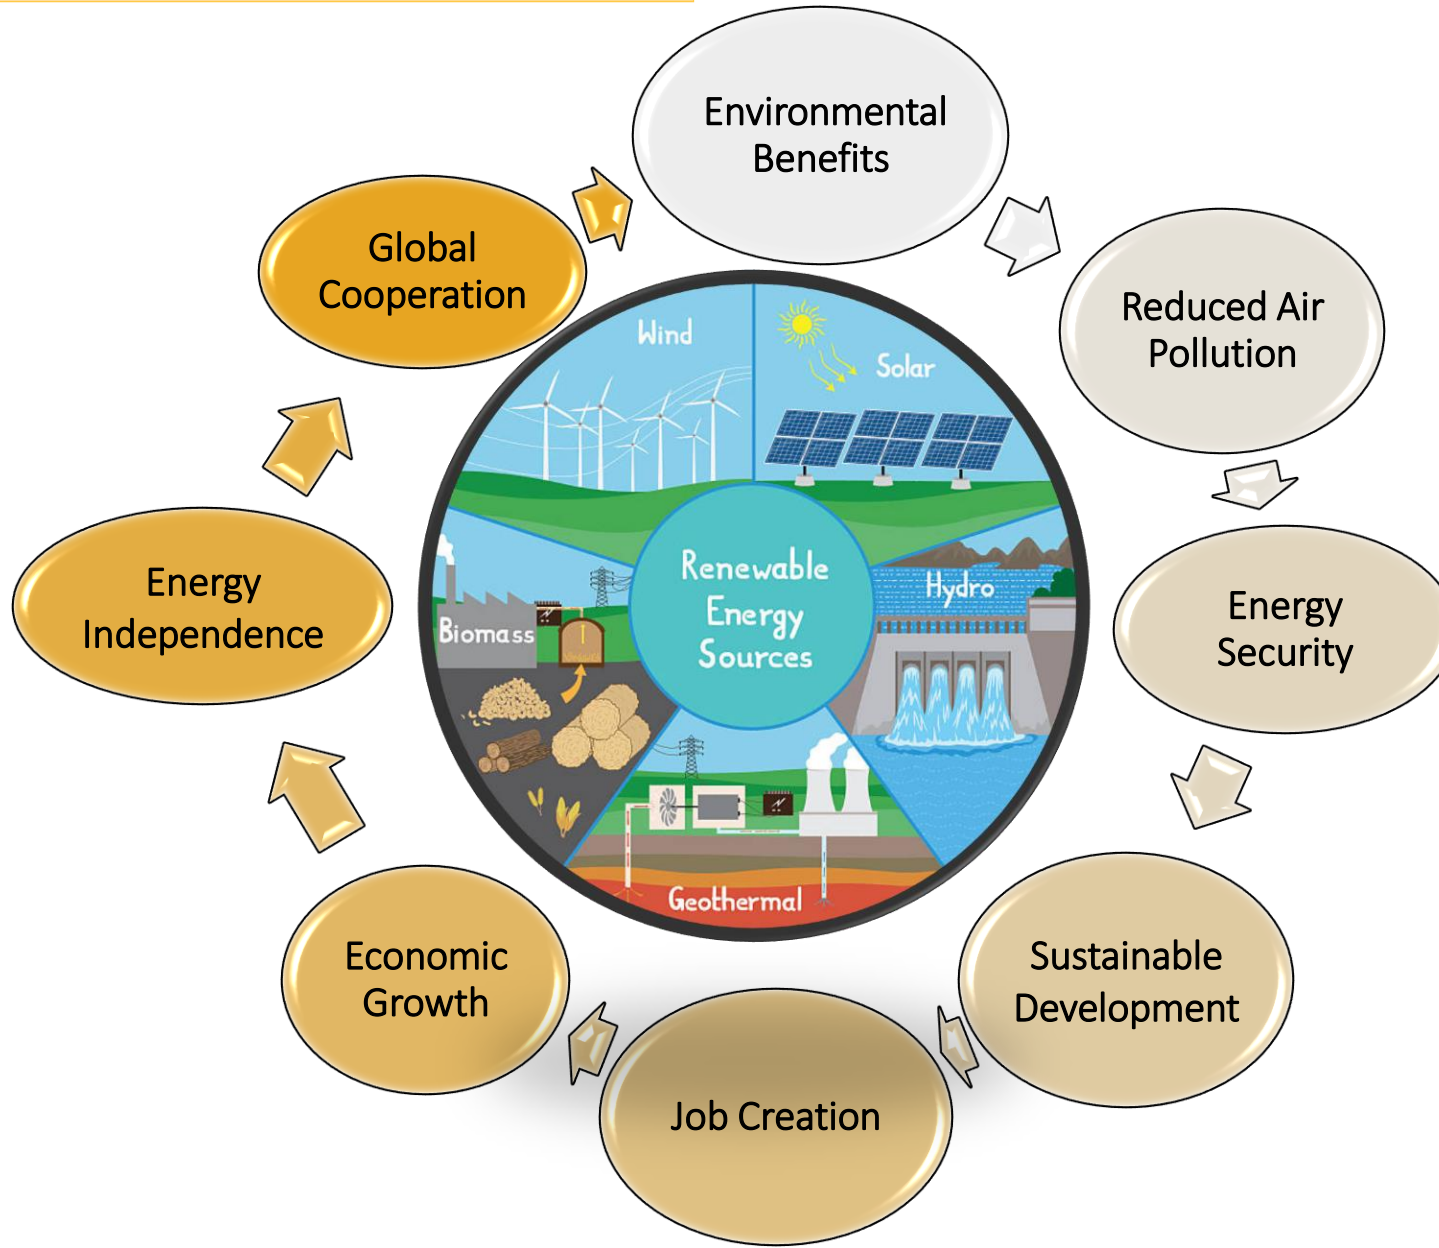 Environmental
Benefits
Reduced Air
Pollution
Energy
Security
Sustainable
Development
Job Creation
Economic
Growth
Energy
Independence
Global
Cooperation
Wind
Solar
Hydro
Geothermal
Biomass
Renewable
Energy
Sources